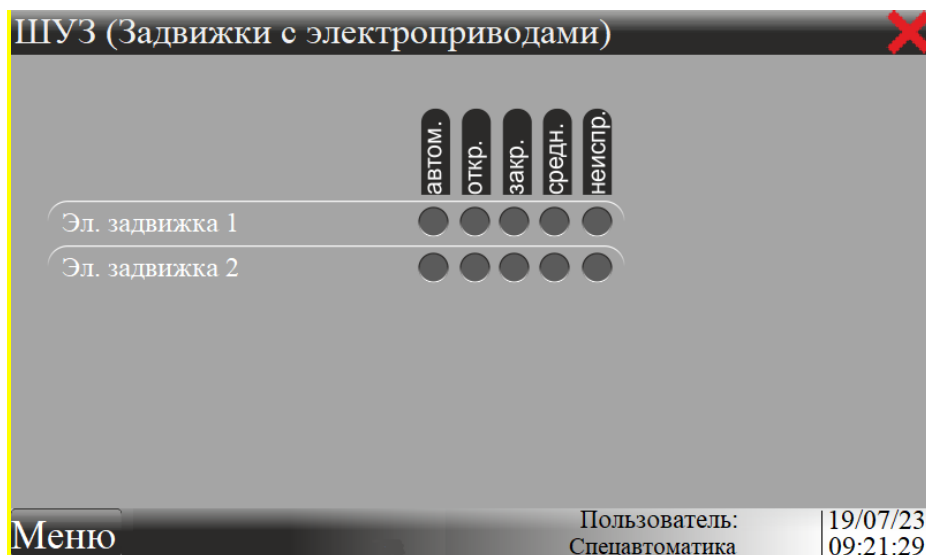 ШУЗ (Задвижки с электроприводами)
автом. откр. закр. средн. неиспр.
Эл. задвижка 1
Эл. задвижка 2
Меню
Пользователь: 19/07/23
Спецавтоматика 09:21:29